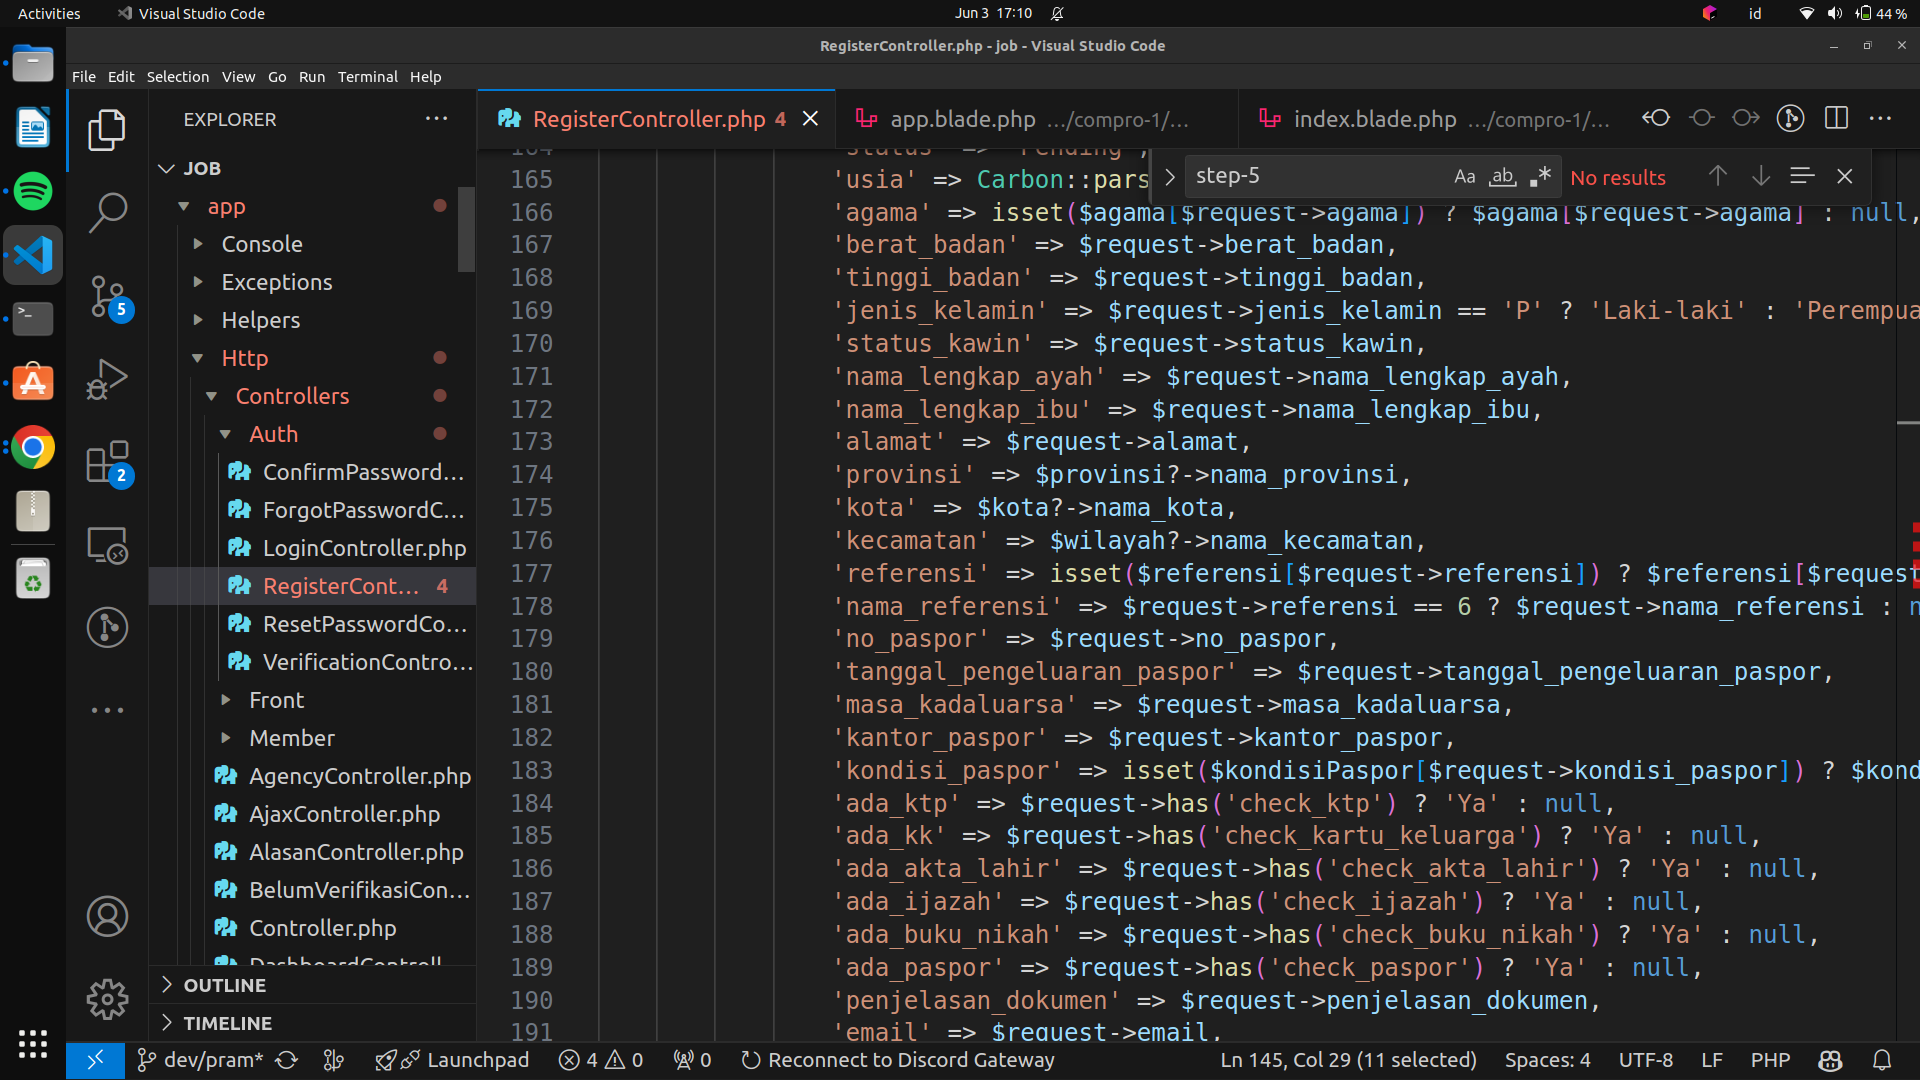 Activities
Visual Studio Code
Jun 3 17:10
id
44 %
RegisterController.php - job - Visual Studio Code
File Edit Selection View Go Run Terminal Help
EXPLORER
JOB
app
Console
Exceptions
Helpers
Http
Controllers
Auth
ConfirmPassword...
ForgotPasswordC...
LoginController.php
RegisterCont... 4
ResetPasswordCo...
VerificationContro...
Front
Member
AgencyController.php
AjaxController.php
AlasanController.php
BelumVerifikasiCon...
Controller.php
OUTLINE
TIMELINE
5
2
RegisterController.php 4
app.blade.php .../compro-1/...
index.blade.php .../compro-1/...
step-5
Aa ab .*
No results
165 'usia' => Carbon::pars
166 'agama' => isset($agama[$request->agama]) ? $agama[$request->agama] : null,
167 'berat_badan' => $request->berat_badan,
168 'tinggi_badan' => $request->tinggi_badan,
169 'jenis_kelamin' => $request->jenis_kelamin == 'P' ? 'Laki-laki' : 'Perempua
170 'status_kawin' => $request->status_kawin,
171 'nama_lengkap_ayah' => $request->nama_lengkap_ayah,
172 'nama_lengkap_ibu' => $request->nama_lengkap_ibu,
173 'alamat' => $request->alamat,
174 'provinsi' => $provinsi?->nama_provinsi,
175 'kota' => $kota?->nama_kota,
176 'kecamatan' => $wilayah?->nama_kecamatan,
177 'referensi' => isset($referensi[$request->referensi]) ? $referensi[$request
178 'nama_referensi' => $request->referensi == 6 ? $request->nama_referensi : n
179 'no_paspor' => $request->no_paspor,
180 'tanggal_pengeluaran_paspor' => $request->tanggal_pengeluaran_paspor,
181 'masa_kadaluarsa' => $request->masa_kadaluarsa,
182 'kantor_paspor' => $request->kantor_paspor,
183 'kondisi_paspor' => isset($kondisiPaspor[$request->kondisi_paspor]) ? $kond
184 'ada_ktp' => $request->has('check_ktp') ? 'Ya' : null,
185 'ada_kk' => $request->has('check_kartu_keluarga') ? 'Ya' : null,
186 'ada_akta_lahir' => $request->has('check_akta_lahir') ? 'Ya' : null,
187 'ada_ijazah' => $request->has('check_ijazah') ? 'Ya' : null,
188 'ada_buku_nikah' => $request->has('check_buku_nikah') ? 'Ya' : null,
189 'ada_paspor' => $request->has('check_paspor') ? 'Ya' : null,
190 'penjelasan_dokumen' => $request->penjelasan_dokumen,
191 'email' => $request->email,
dev/pram*
Launchpad
4 0
0
Reconnect to Discord Gateway
Ln 145, Col 29 (11 selected)
Spaces: 4
UTF-8
LF
PHP